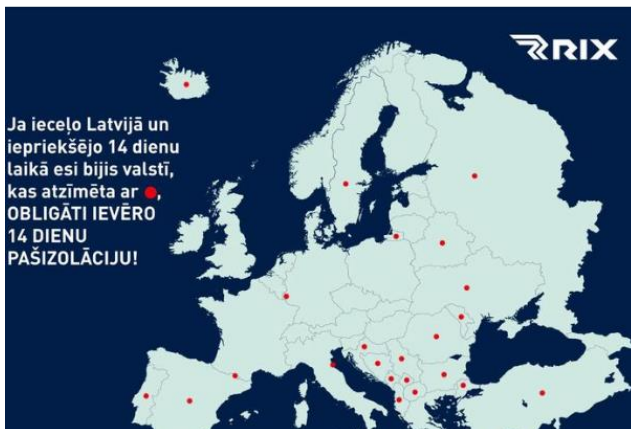 RIX
Ja ieceļo Latvijā un
iepriekšējo 14 dienu
laikā esi bijis valstī,
kas atzīmēta ar ,
OBLIGĀTI IEVĒRO
14 DIENU
PAŠIZOLĀCIJU!